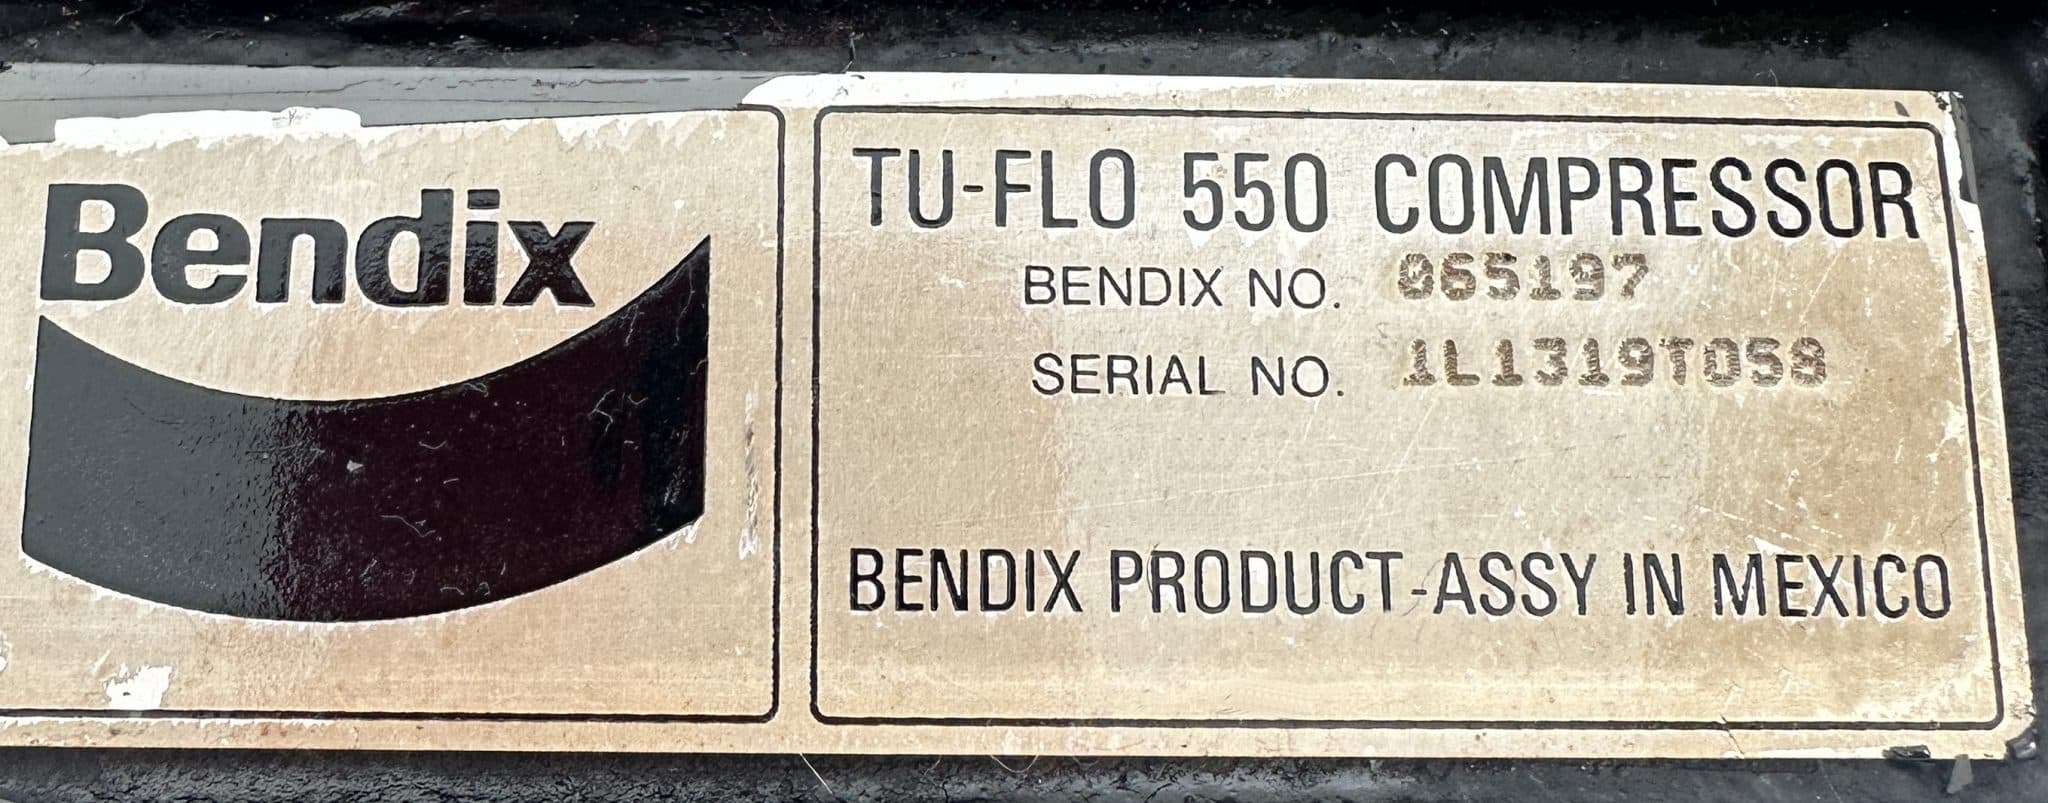 Bendix
TU-FLO 550 COMPRESSOR
BENDIX NO. 065197
SERIAL NO. 1L1319T058
BENDIX PRODUCT-ASSY IN MEXICO